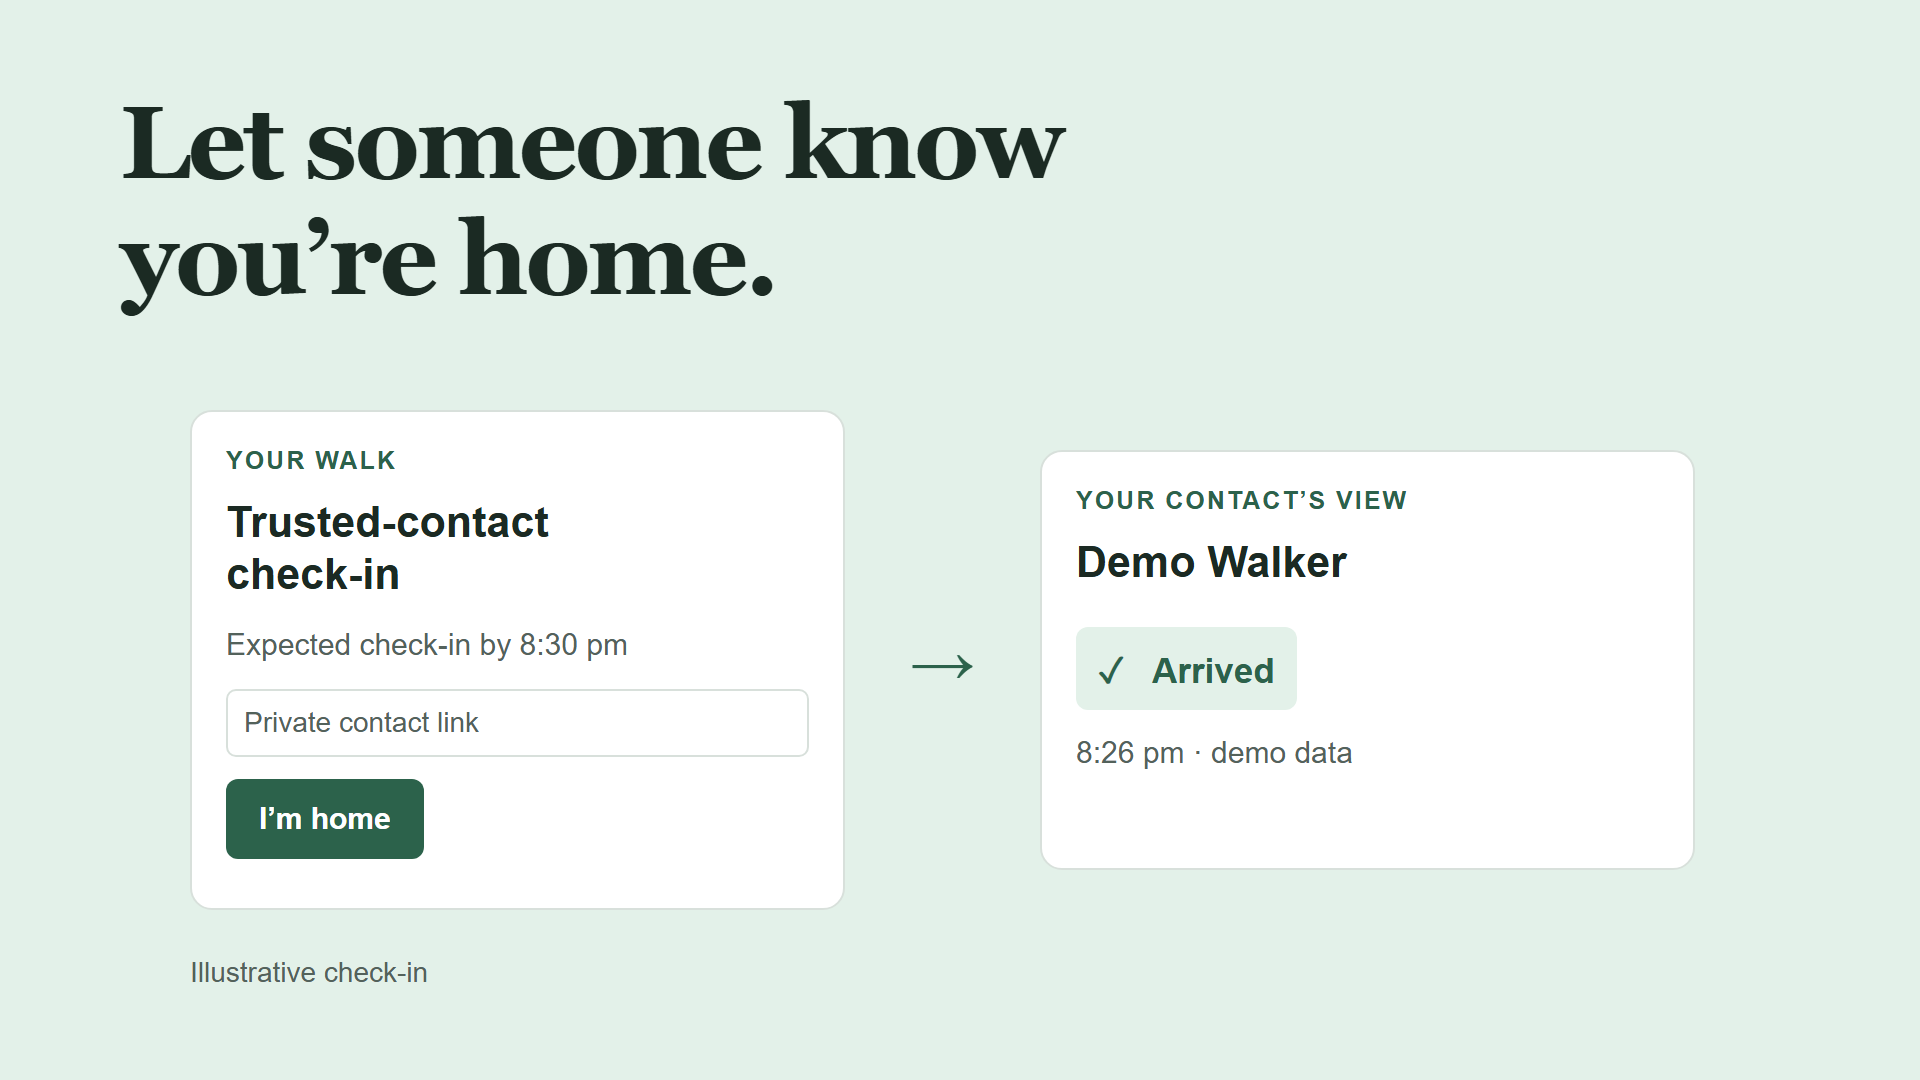 Let someone know
you’re home.
YOUR WALK
Trusted-contact
check-in
Expected check-in by 8:30 pm
Private contact link
I’m home
→
YOUR CONTACT’S VIEW
Demo Walker
✓ Arrived
8:26 pm · demo data
Illustrative check-in